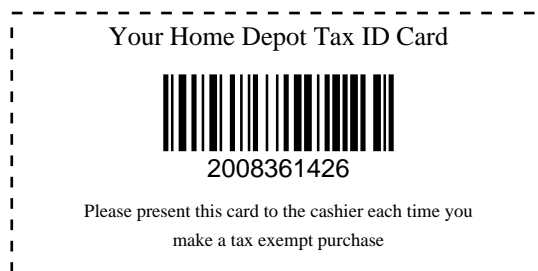 Your Home Depot Tax ID Card
2008361426
Please present this card to the cashier each time you
make a tax exempt purchase